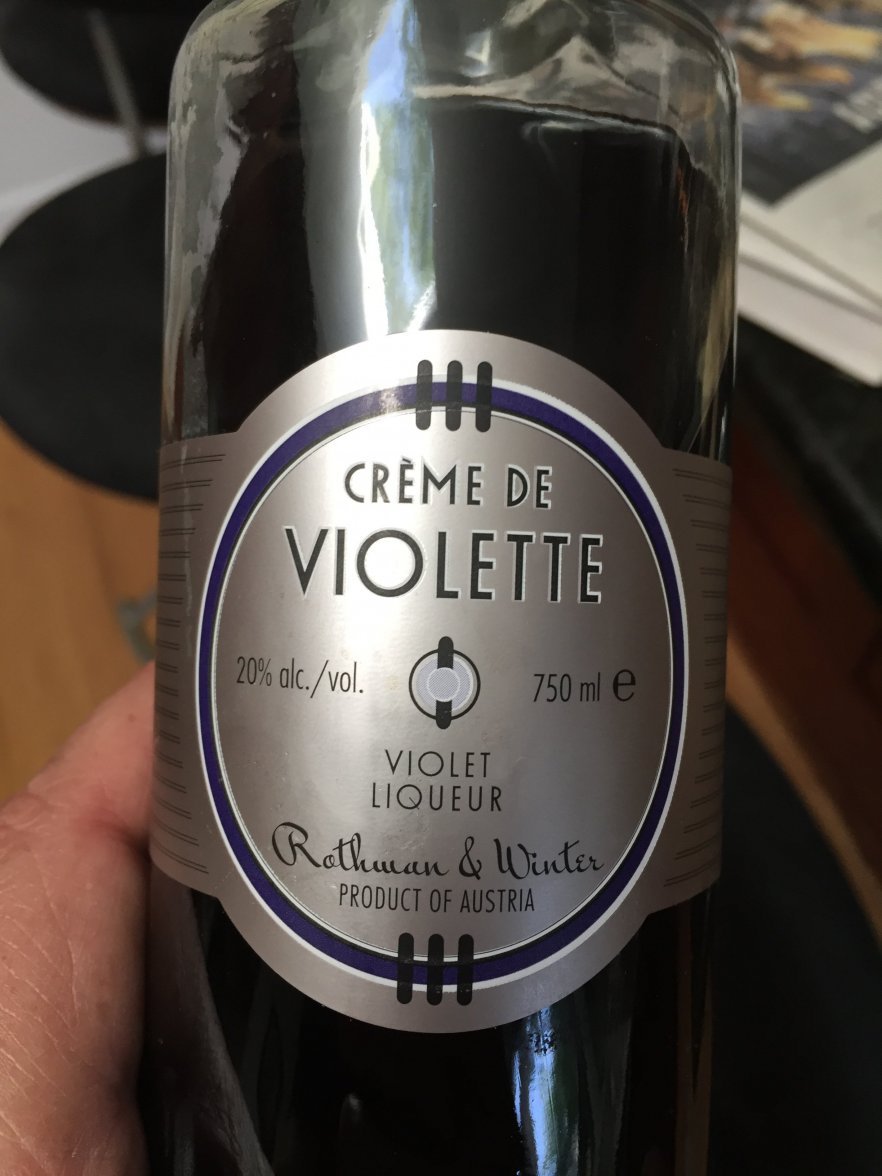 CRÈME DE
VIOLETTE
20% alc./vol. 750 ml e
VIOLET
LIQUEUR
Rothman & Winter
PRODUCT OF AUSTRIA